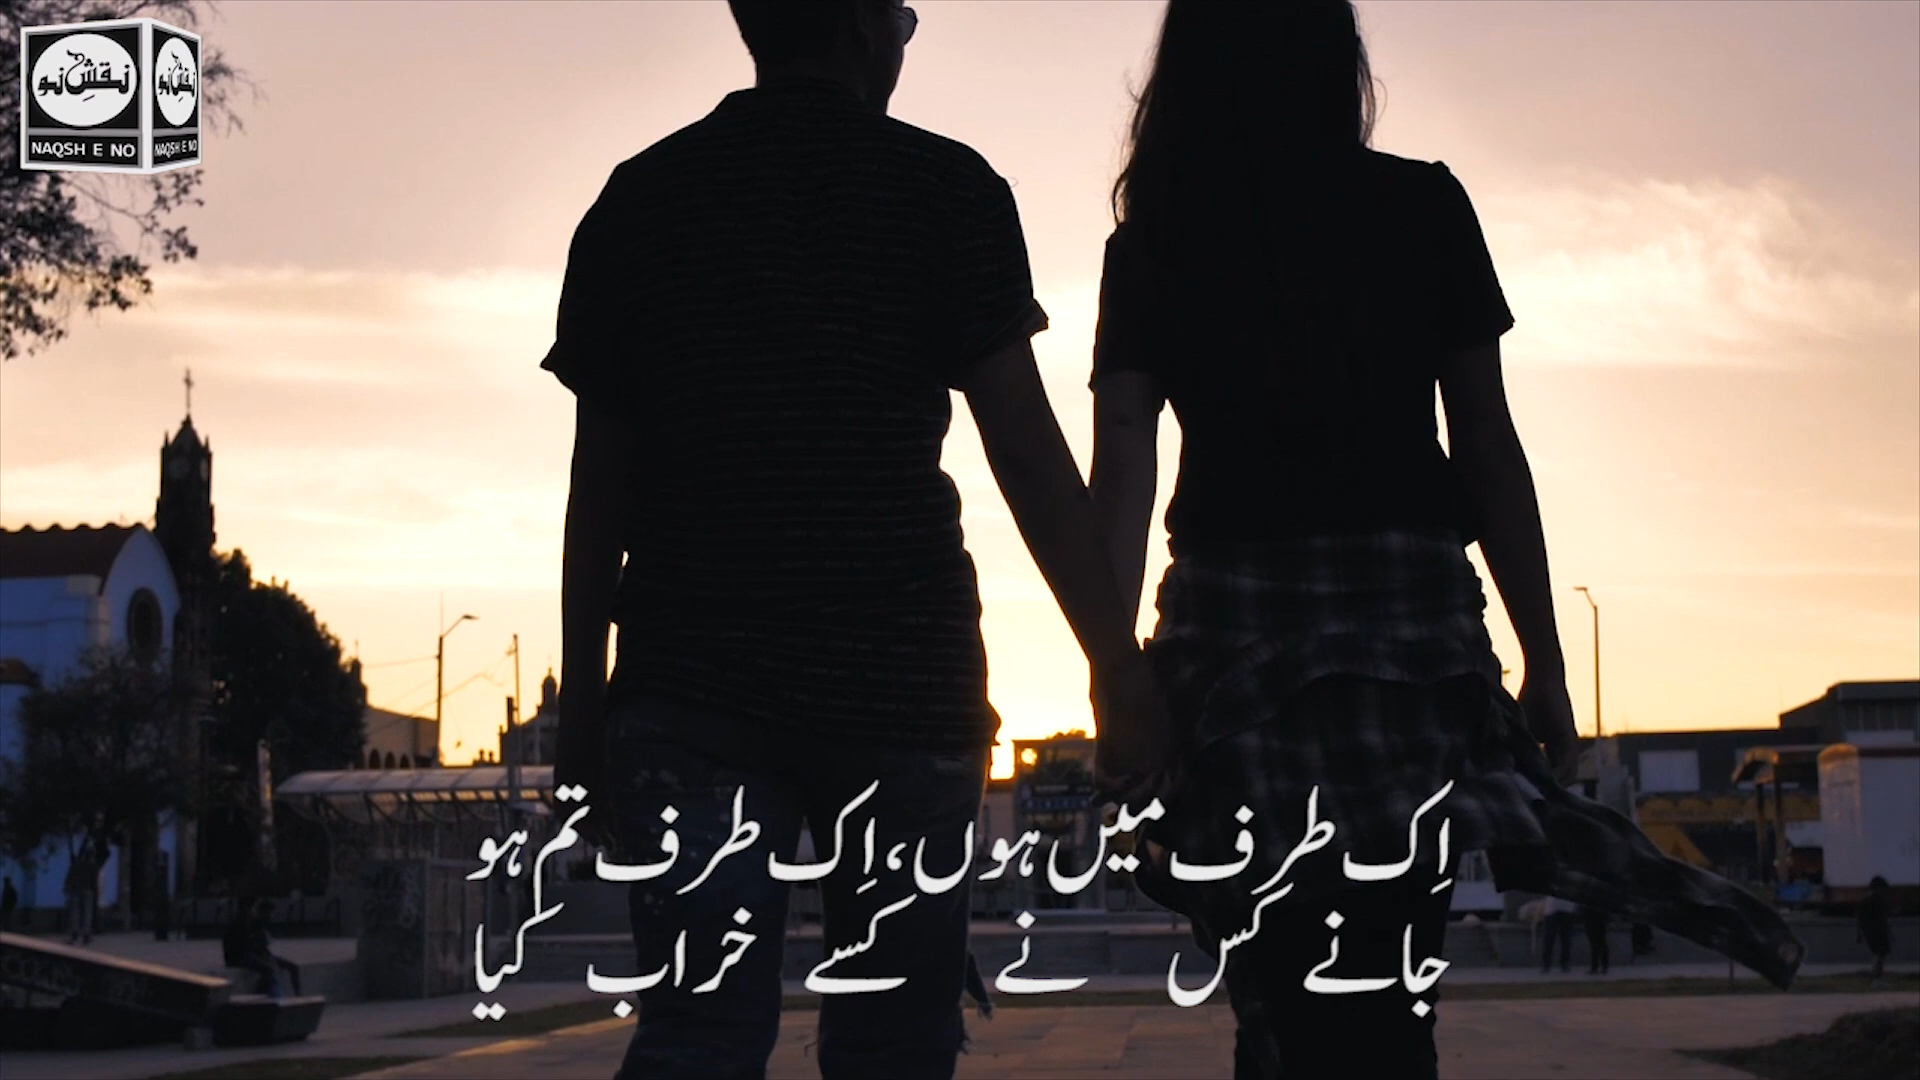 نقشِ نو
نقشِ نو
NAQSH E NO
NAQSH E NO
اِک طرف میں ہوں، اِک طرف تم ہو
جانے کس نے کسے خراب کیا